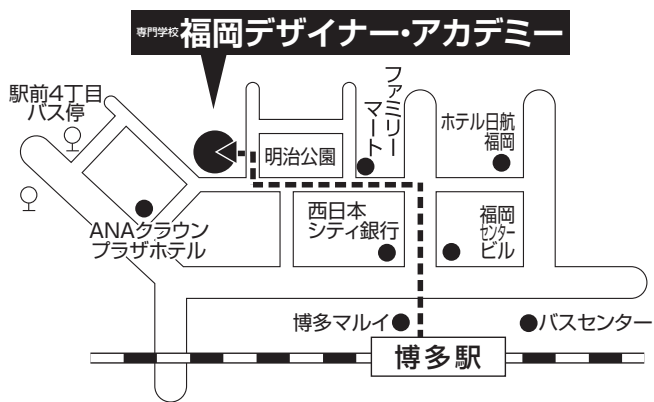 専門学校 福岡デザイナー・アカデミー
駅前4丁目
バス停
ファミリー
マート
ホテル日航
福岡
明治公園
ANAクラウン
プラザホテル
西日本
シティ銀行
福岡
センター
ビル
博多マルイ
バスセンター
博多駅